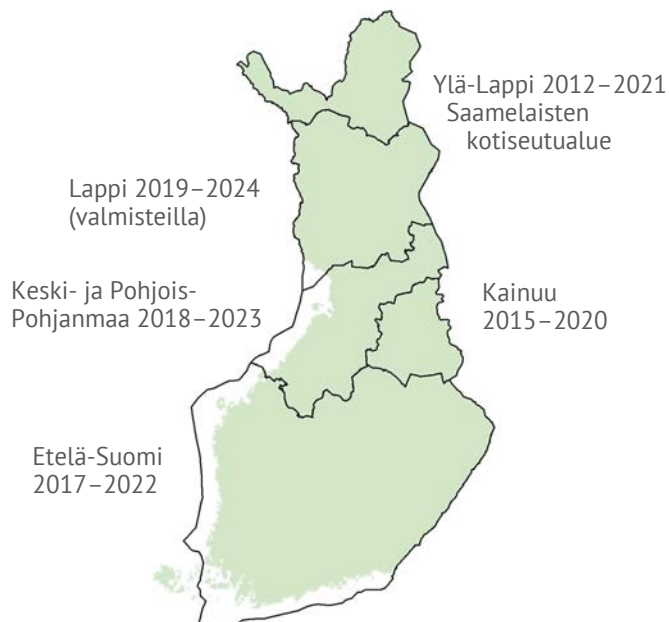 Ylä-Lappi 2012–2021
Saamelaisten
kotiseutualue
Lappi 2019–2024
(valmisteilla)
Keski- ja Pohjois-
Pohjanmaa 2018–2023
Kainuu
2015–2020
Etelä-Suomi
2017–2022